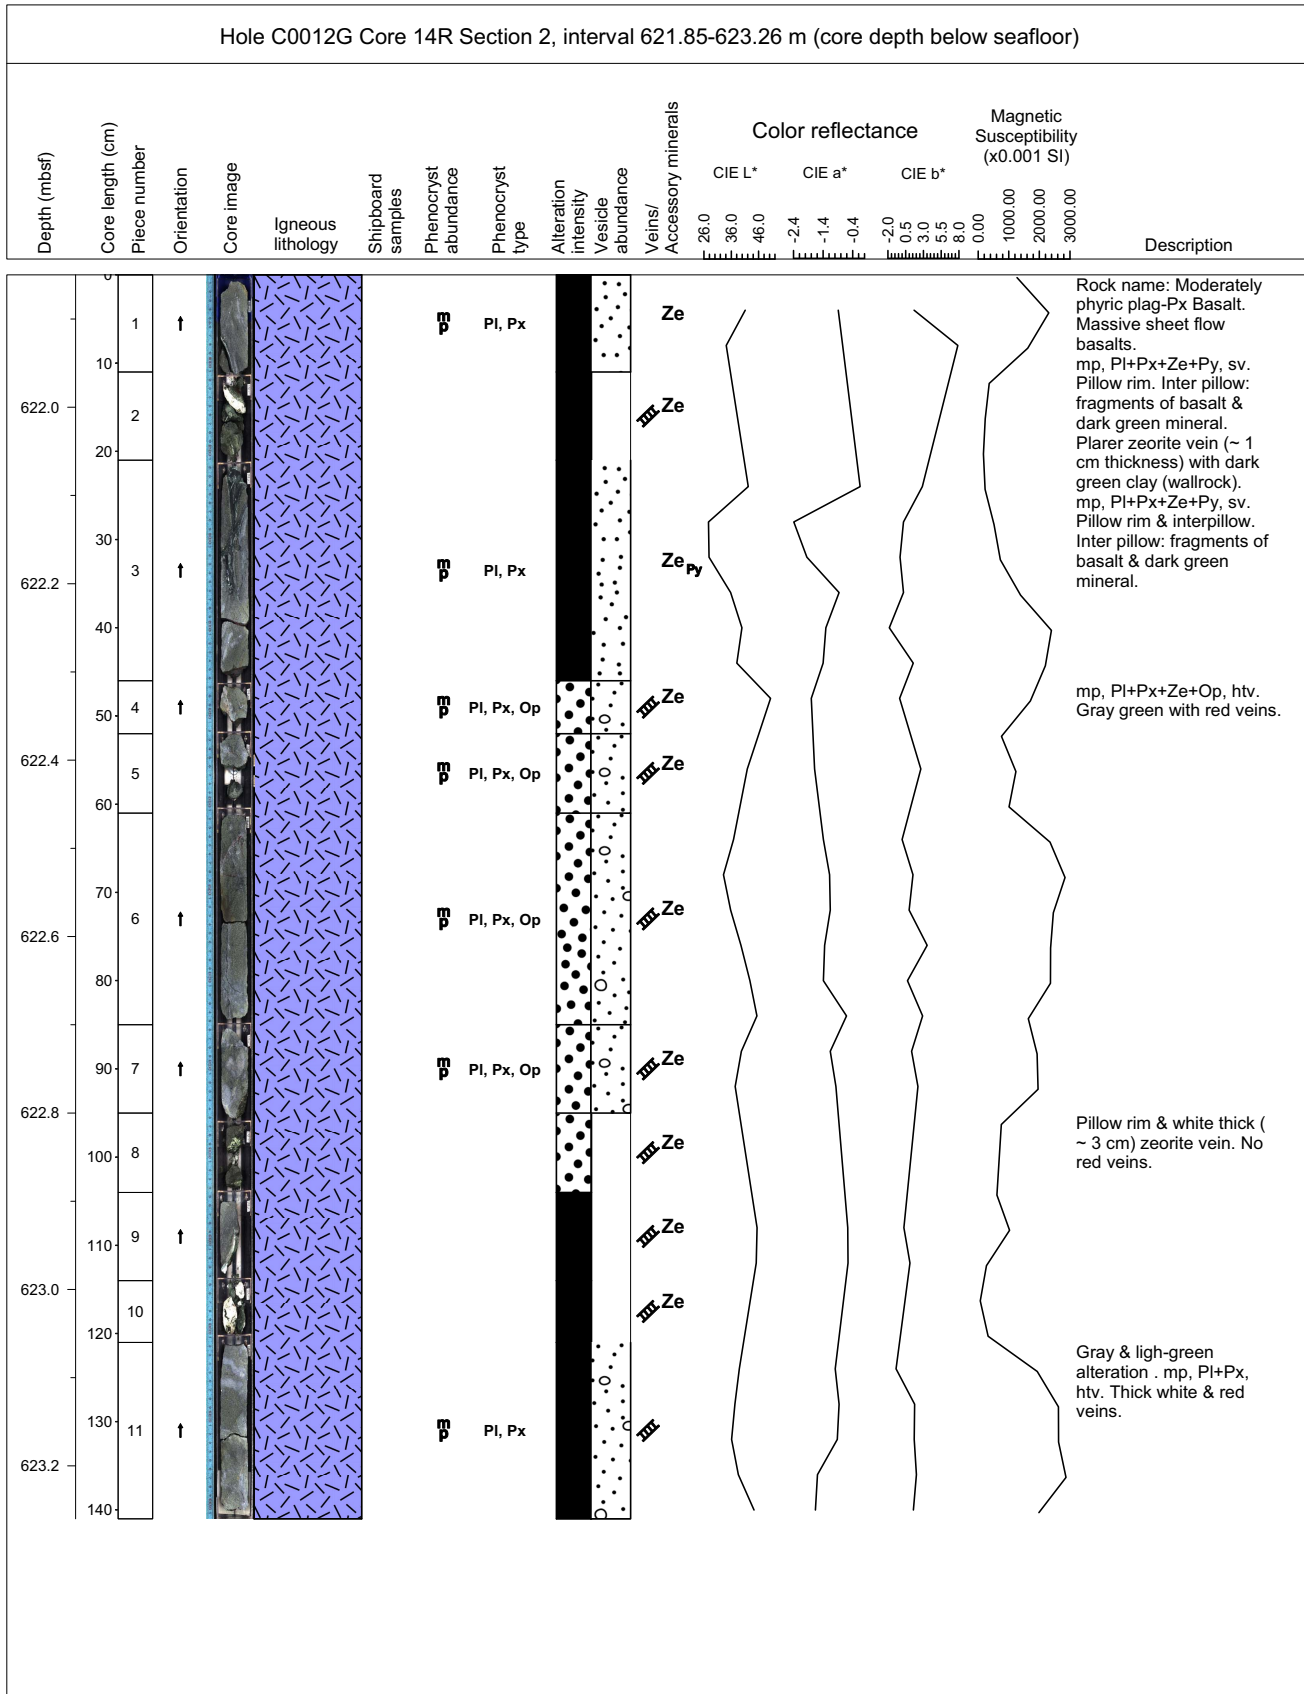 Hole C0012G Core 14R Section 2, interval 621.85-623.26 m (core depth below seafloor)
Depth (mbsf)
Core length (cm)
Piece number
Orientation
Core image
Igneous
lithology
Shipboard
samples
Phenocryst
abundance
Phenocryst
type
Alteration
intensity
Vesicle
abundance
Veins/
Accessory minerals
Color reflectance
CIE L*
CIE a*
CIE b*
Magnetic
Susceptibility
(x0.001 SI)
26.0
36.0
46.0
-2.4
-1.4
-0.4
-2.0
0.5
3.0
5.5
8.0
0.00
1000.00
2000.00
3000.00
Description
622.0
622.2
622.4
622.6
622.8
623.0
623.2
0
10
20
30
40
50
60
70
80
90
100
110
120
130
140
1
2
3
4
5
6
7
8
9
10
11
mp
mp
mp
mp
mp
mp
mp
Pl, Px
Pl, Px
Pl, Px, Op
Pl, Px, Op
Pl, Px, Op
Pl, Px, Op
Pl, Px
Ze
Ze
Ze Py
Ze
Ze
Ze
Ze
Ze
Ze
Ze
Rock name: Moderately
phyric plag-Px Basalt.
Massive sheet flow
basalts.
mp, Pl+Px+Ze+Py, sv.
Pillow rim. Inter pillow:
fragments of basalt &
dark green mineral.
Plarer zeorite vein (~ 1
cm thickness) with dark
green clay (wallrock).
mp, Pl+Px+Ze+Py, sv.
Pillow rim & interpillow.
Inter pillow: fragments of
basalt & dark green
mineral.
mp, Pl+Px+Ze+Op, htv.
Gray green with red veins.
Pillow rim & white thick (
~ 3 cm) zeorite vein. No
red veins.
Gray & ligh-green
alteration . mp, Pl+Px,
htv. Thick white & red
veins.